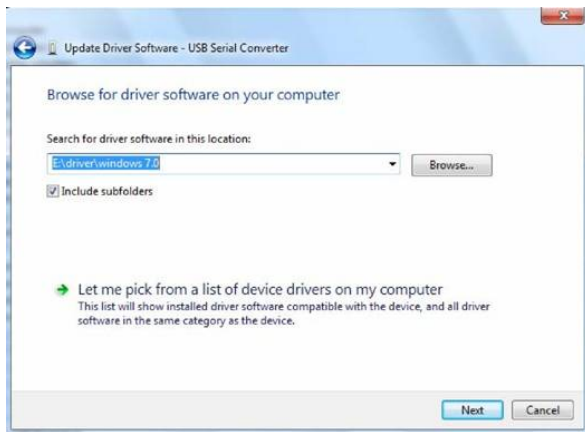 Update Driver Software - USB Serial Converter
Browse for driver software on your computer
Search for driver software in this location:
E:\driver\windows 7.0
Browse...
Include subfolders
Let me pick from a list of device drivers on my computer
This list will show installed driver software compatible with the device, and all driver
software in the same category as the device.
Next
Cancel